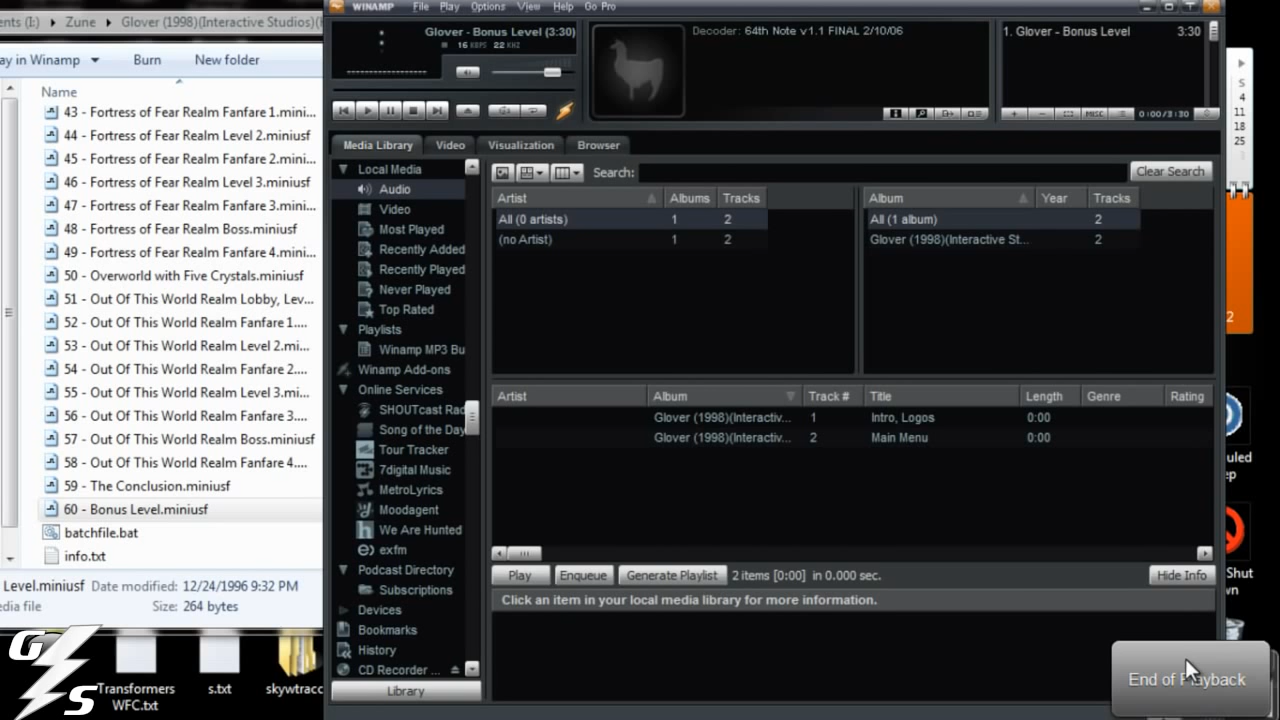 ents (I:) ▸ Zune ▸ Glover (1998)(Interactive Studios)(
ay in Winamp Burn New folder
Name
43 - Fortress of Fear Realm Fanfare 1.mini...
44 - Fortress of Fear Realm Level 2.miniusf
45 - Fortress of Fear Realm Fanfare 2.mini...
46 - Fortress of Fear Realm Level 3.miniusf
47 - Fortress of Fear Realm Fanfare 3.mini...
48 - Fortress of Fear Realm Boss.miniusf
49 - Fortress of Fear Realm Fanfare 4.mini...
50 - Overworld with Five Crystals.miniusf
51 - Out Of This World Realm Lobby, Lev...
52 - Out Of This World Realm Fanfare 1....
53 - Out Of This World Realm Level 2.mi...
54 - Out Of This World Realm Fanfare 2....
55 - Out Of This World Realm Level 3.mi...
56 - Out Of This World Realm Fanfare 3....
57 - Out Of This World Realm Boss.miniusf
58 - Out Of This World Realm Fanfare 4....
59 - The Conclusion.miniusf
60 - Bonus Level.miniusf
batchfile.bat
info.txt
Level.miniusf Date modified: 12/24/1996 9:32 PM
edia file Size: 264 bytes
G S
Transformers WFC.txt
s.txt
skywtracc
WINAMP File Play Options View Help Go Pro
Glover - Bonus Level (3:30)
16 KBPS 22 KHZ
Decoder: 64th Note v1.1 FINAL 2/10/06
1. Glover - Bonus Level 3:30
MISC 0:00/3:30
Media Library Video Visualization Browser
Local Media
Audio
Video
Most Played
Recently Added
Recently Played
Never Played
Top Rated
Playlists
Winamp MP3 Bu
Winamp Add-ons
Online Services
SHOUTcast Rad
Song of the Day
Tour Tracker
7digital Music
MetroLyrics
Moodagent
We Are Hunted
exfm
Podcast Directory
Subscriptions
Devices
Bookmarks
History
CD Recorder ...
Library
Search: Clear Search
Artist Albums Tracks
All (0 artists) 1 2
(no Artist) 1 2
Album Year Tracks
All (1 album) 2
Glover (1998)(Interactive St... 2
Artist Album Track # Title Length Genre Rating
Glover (1998)(Interactiv... 1 Intro, Logos 0:00
Glover (1998)(Interactiv... 2 Main Menu 0:00
Play Enqueue Generate Playlist 2 items [0:00] in 0.000 sec. Hide Info
Click an item in your local media library for more information.
S
4
11
18
25
2
uled
ep
Shut
wn
End of Playback